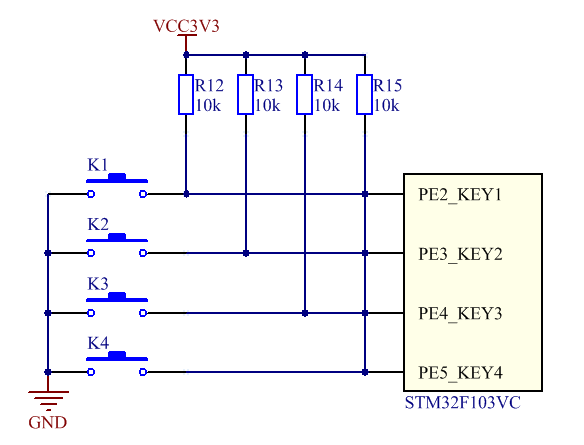 VCC3V3
R12 R13 R14 R15
10k 10k 10k 10k
K1
PE2_KEY1
K2
PE3_KEY2
K3
PE4_KEY3
K4
PE5_KEY4
STM32F103VC
GND